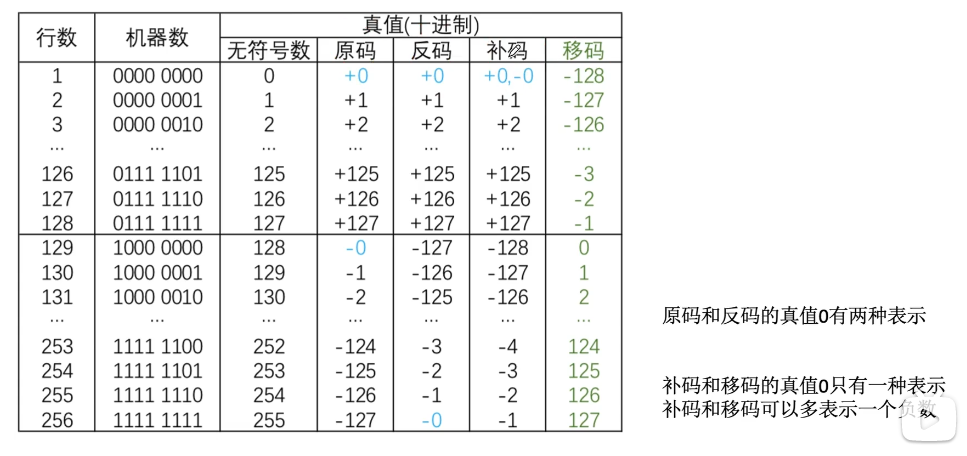 行数 机器数 真值(十进制)
无符号数 原码 反码 补码 移码
1 0000 0000 0 +0 +0 +0,-0 -128
2 0000 0001 1 +1 +1 +1 -127
3 0000 0010 2 +2 +2 +2 -126
... ... ... ... ... ... ...
126 0111 1101 125 +125 +125 +125 -3
127 0111 1110 126 +126 +126 +126 -2
128 0111 1111 127 +127 +127 +127 -1
129 1000 0000 128 -0 -127 -128 0
130 1000 0001 129 -1 -126 -127 1
131 1000 0010 130 -2 -125 -126 2
... ... ... ... ... ... ...
253 1111 1100 252 -124 -3 -4 124
254 1111 1101 253 -125 -2 -3 125
255 1111 1110 254 -126 -1 -2 126
256 1111 1111 255 -127 -0 -1 127
原码和反码的真值0有两种表示
补码和移码的真值0只有一种表示
补码和移码可以多表示一个负数